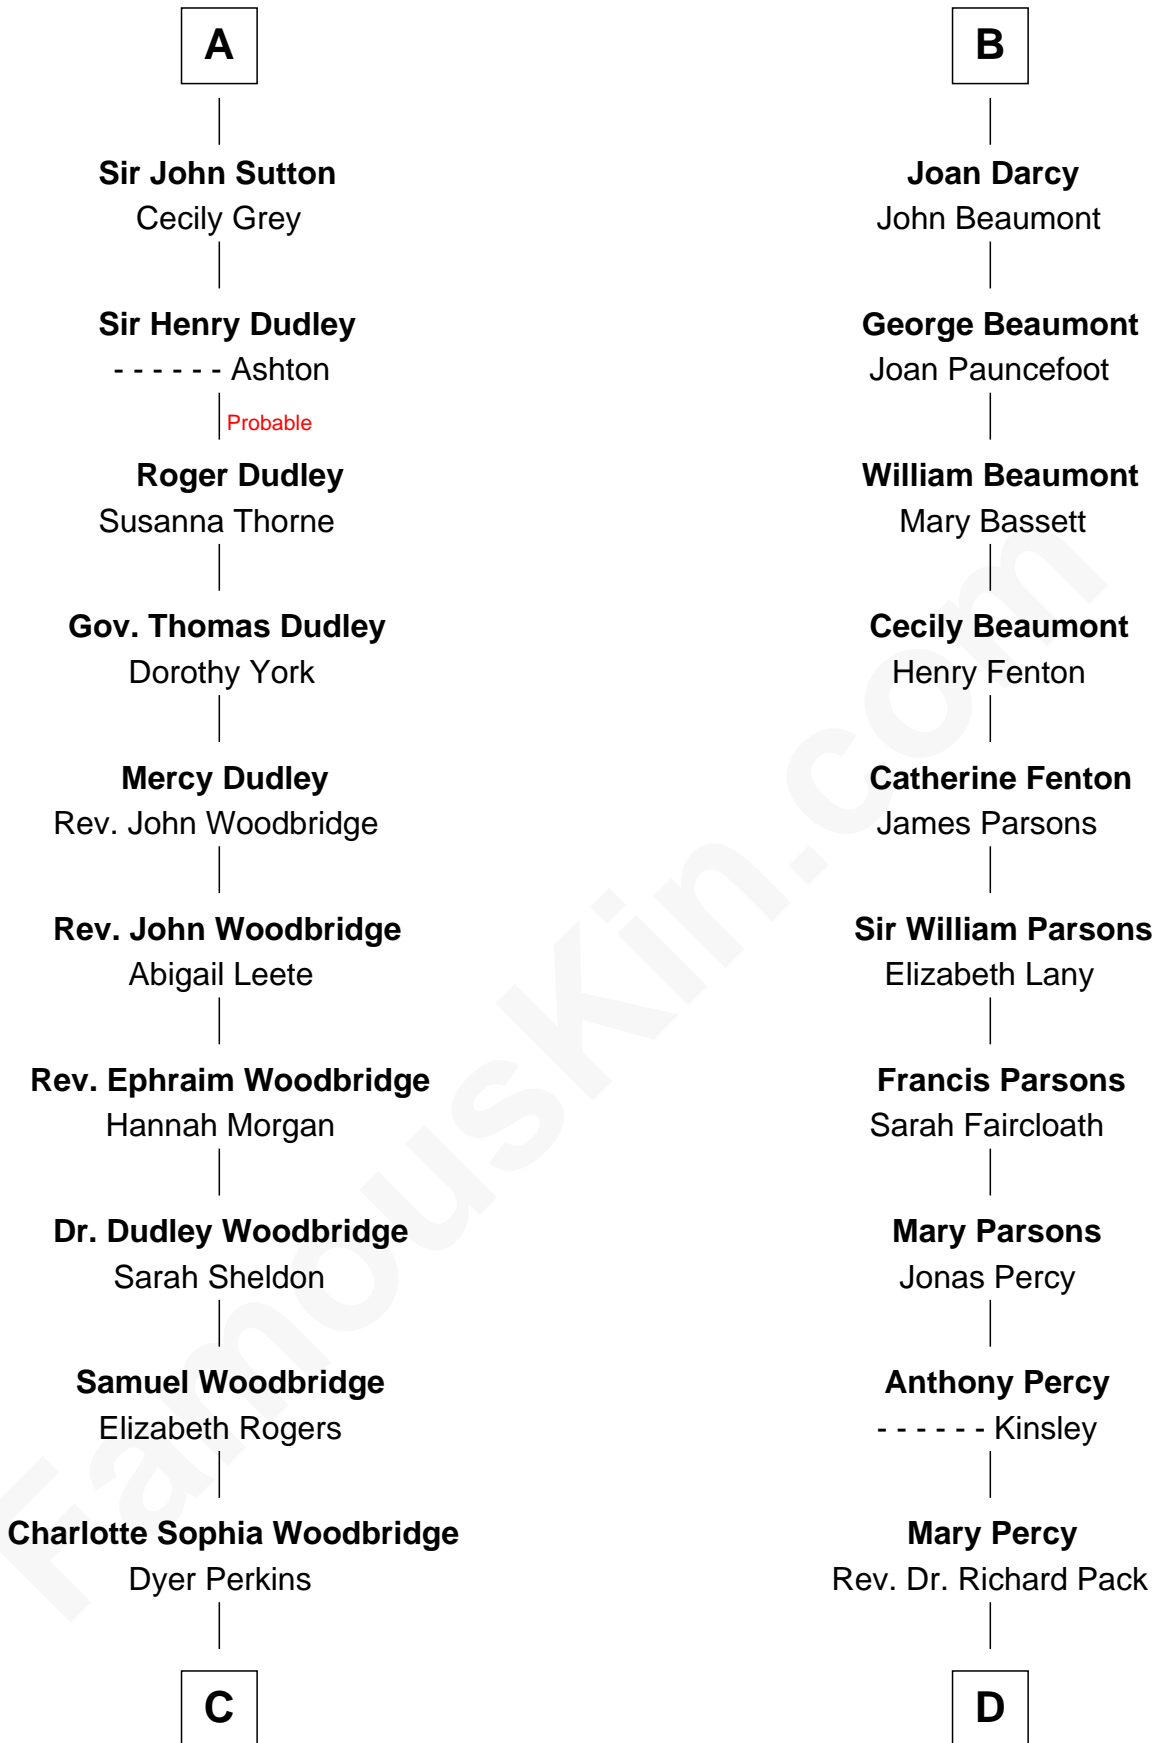 A
Sir John Sutton
Cecily Grey
Sir Henry Dudley
- - - - - - Ashton
Probable
Roger Dudley
Susanna Thorne
Gov. Thomas Dudley
Dorothy York
Mercy Dudley
Rev. John Woodbridge
Rev. John Woodbridge
Abigail Leete
Rev. Ephraim Woodbridge
Hannah Morgan
Dr. Dudley Woodbridge
Sarah Sheldon
Samuel Woodbridge
Elizabeth Rogers
Charlotte Sophia Woodbridge
Dyer Perkins
C
B
Joan Darcy
John Beaumont
George Beaumont
Joan Pauncefoot
William Beaumont
Mary Bassett
Cecily Beaumont
Henry Fenton
Catherine Fenton
James Parsons
Sir William Parsons
Elizabeth Lany
Francis Parsons
Sarah Faircloath
Mary Parsons
Jonas Percy
Anthony Percy
- - - - - - Kinsley
Mary Percy
Rev. Dr. Richard Pack
D
FamousKin.com